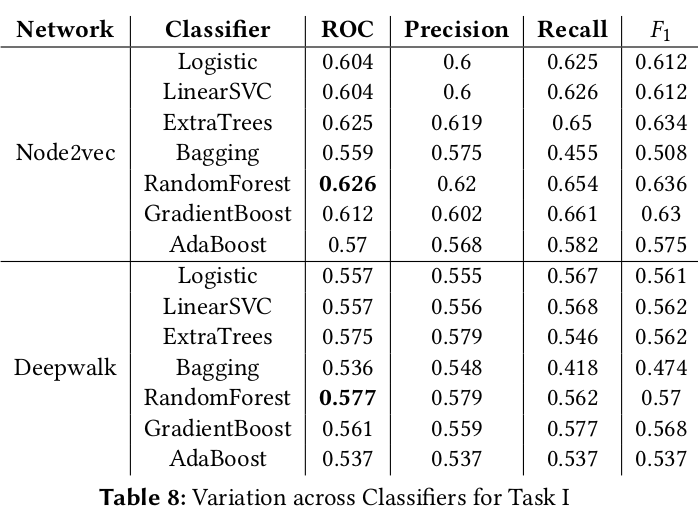 Network Classifier ROC Precision Recall F1
Logistic 0.604 0.6 0.625 0.612
LinearSVC 0.604 0.6 0.626 0.612
ExtraTrees 0.625 0.619 0.65 0.634
Node2vec Bagging 0.559 0.575 0.455 0.508
RandomForest 0.626 0.62 0.654 0.636
GradientBoost 0.612 0.602 0.661 0.63
AdaBoost 0.57 0.568 0.582 0.575
Logistic 0.557 0.555 0.567 0.561
LinearSVC 0.557 0.556 0.568 0.562
ExtraTrees 0.575 0.579 0.546 0.562
Deepwalk Bagging 0.536 0.548 0.418 0.474
RandomForest 0.577 0.579 0.562 0.57
GradientBoost 0.561 0.559 0.577 0.568
AdaBoost 0.537 0.537 0.537 0.537
Table 8: Variation across Classifiers for Task I